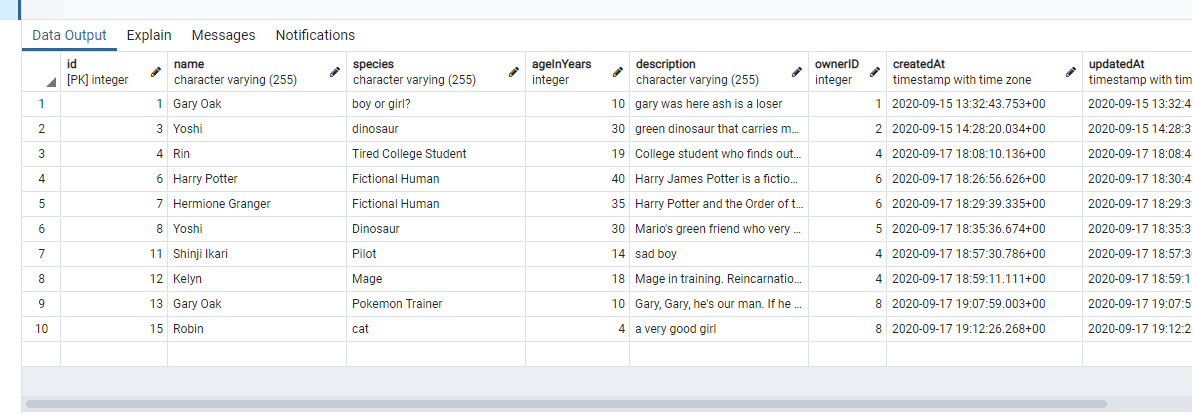 Data Output Explain Messages Notifications
id name species ageInYears description ownerID createdAt updatedAt
[PK] integer character varying (255) character varying (255) integer character varying (255) integer timestamp with time zone timestamp with tim
1 1 Gary Oak boy or girl? 10 gary was here ash is a loser 1 2020-09-15 13:32:43.753+00 2020-09-15 13:32:4
2 3 Yoshi dinosaur 30 green dinosaur that carries m... 2 2020-09-15 14:28:20.034+00 2020-09-15 14:28:3
3 4 Rin Tired College Student 19 College student who finds out... 4 2020-09-17 18:08:10.136+00 2020-09-17 18:08:4
4 6 Harry Potter Fictional Human 40 Harry James Potter is a fictio... 6 2020-09-17 18:26:56.626+00 2020-09-17 18:30:4
5 7 Hermione Granger Fictional Human 35 Harry Potter and the Order of t... 6 2020-09-17 18:29:39.335+00 2020-09-17 18:29:3
6 8 Yoshi Dinosaur 30 Mario's green friend who very ... 5 2020-09-17 18:35:36.674+00 2020-09-17 18:35:3
7 11 Shinji Ikari Pilot 14 sad boy 4 2020-09-17 18:57:30.786+00 2020-09-17 18:57:3
8 12 Kelyn Mage 18 Mage in training. Reincarnatio... 4 2020-09-17 18:59:11.111+00 2020-09-17 18:59:1
9 13 Gary Oak Pokemon Trainer 10 Gary, Gary, he's our man. If he ... 8 2020-09-17 19:07:59.003+00 2020-09-17 19:07:5
10 15 Robin cat 4 a very good girl 8 2020-09-17 19:12:26.268+00 2020-09-17 19:12:2